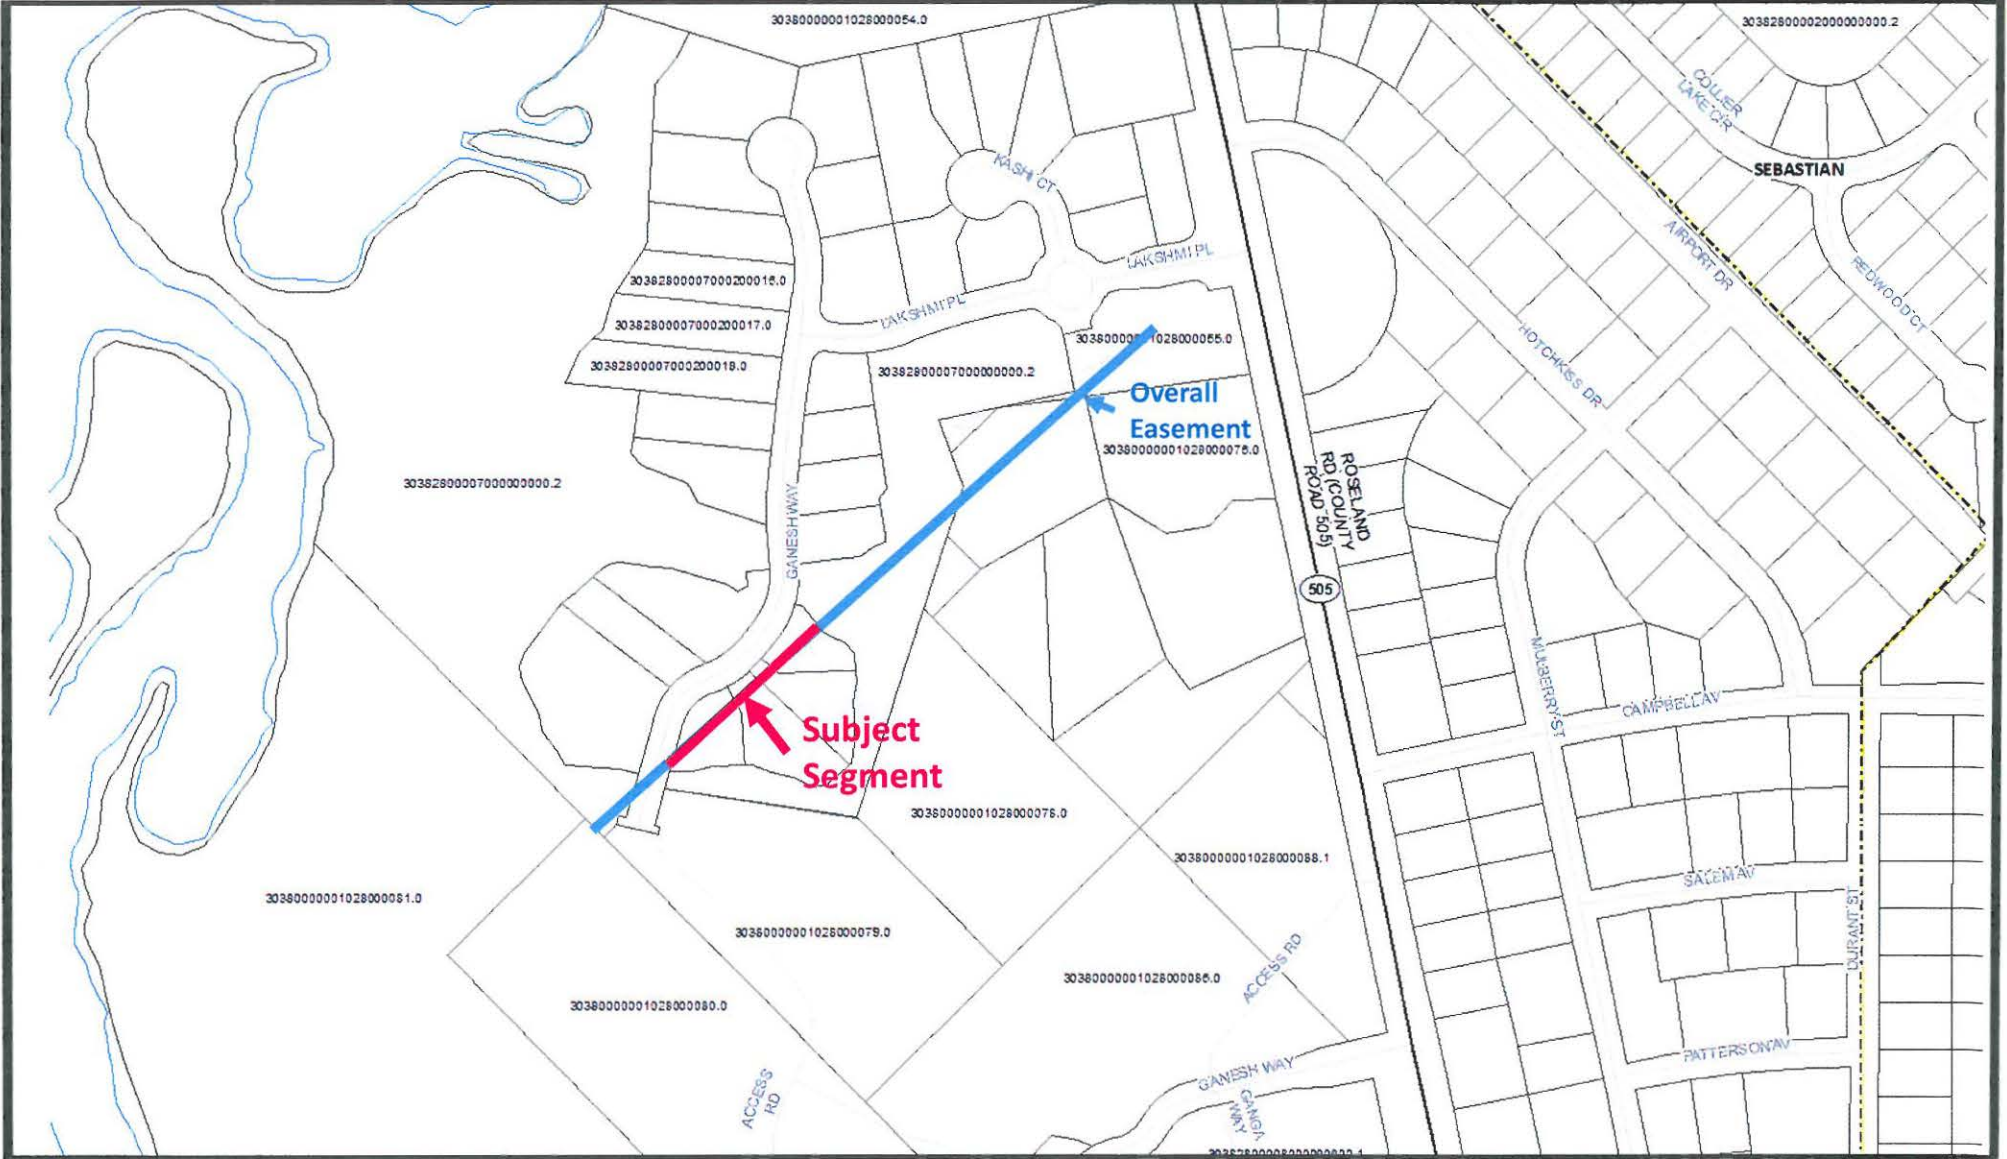 30380000001028000054.0
30382800002000000000.2
COLLIER
LAKE CIR
SEBASTIAN
KASHI CT
LAKSHMI PL
AIRPORT DR
REDWOOD CT
30382800007000200016.0
LAKSHMI PL
30382800007000200017.0
HOTCHKISS DR
1028000055.0
30382800007000200018.0
30382800007000000000.2
Overall
Easement
30380000001028000076.0
30382800007000000000.2
GANESH WAY
ROSELAND
RD (COUNTY
ROAD 505)
505
MULBERRY ST
CAMPBELL AV
Subject
Segment
30380000001028000078.0
30380000001028000088.1
SALEM AV
30380000001028000081.0
30380000001028000079.0
DURANT ST
ACCESS RD
30380000001028000086.0
30380000001028000080.0
PATTERSON AV
GANESH WAY
ACCESS
RD
GANGA
WAY